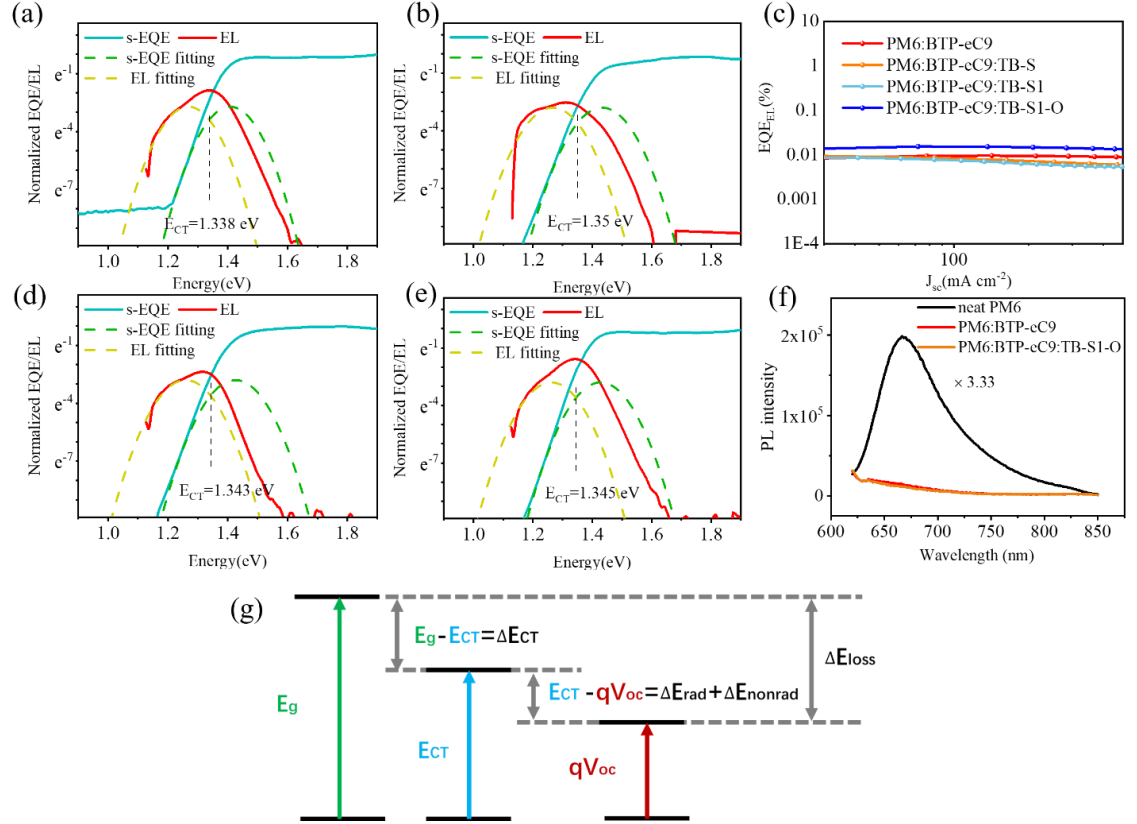 (a)
s-EQE EL
s-EQE fitting
EL fitting
Normalized EQE/EL
e⁻¹
e⁻⁴
e⁻⁷
E_CT=1.338 eV
1.0 1.2 1.4 1.6 1.8
Energy(eV)
(b)
s-EQE EL
s-EQE fitting
EL fitting
Normalized EQE/EL
e⁻¹
e⁻⁴
e⁻⁷
E_CT=1.35 eV
1.0 1.2 1.4 1.6 1.8
Energy(eV)
(c)
PM6:BTP-eC9
PM6:BTP-eC9:TB-S
PM6:BTP-eC9:TB-S1
PM6:BTP-eC9:TB-S1-O
EQE_EL(%)
10
1
0.1
0.01
0.001
1E-4
100
J_sc(mA cm⁻²)
(d)
s-EQE EL
s-EQE fitting
EL fitting
Normalized EQE/EL
e⁻¹
e⁻⁴
e⁻⁷
E_CT=1.343 eV
1.0 1.2 1.4 1.6 1.8
Energy(eV)
(e)
s-EQE EL
s-EQE fitting
EL fitting
Normalized EQE/EL
e⁻¹
e⁻⁴
e⁻⁷
E_CT=1.345 eV
1.0 1.2 1.4 1.6 1.8
Energy(eV)
(f)
neat PM6
PM6:BTP-eC9
PM6:BTP-eC9:TB-S1-O
× 3.33
PL intensity
2x10⁵
1x10⁵
0
600 650 700 750 800 850
Wavelength (nm)
(g)
Eg-ECT=ΔECT
ECT-qVoc=ΔErad+ΔEnonrad
ΔEloss
Eg
ECT
qVoc